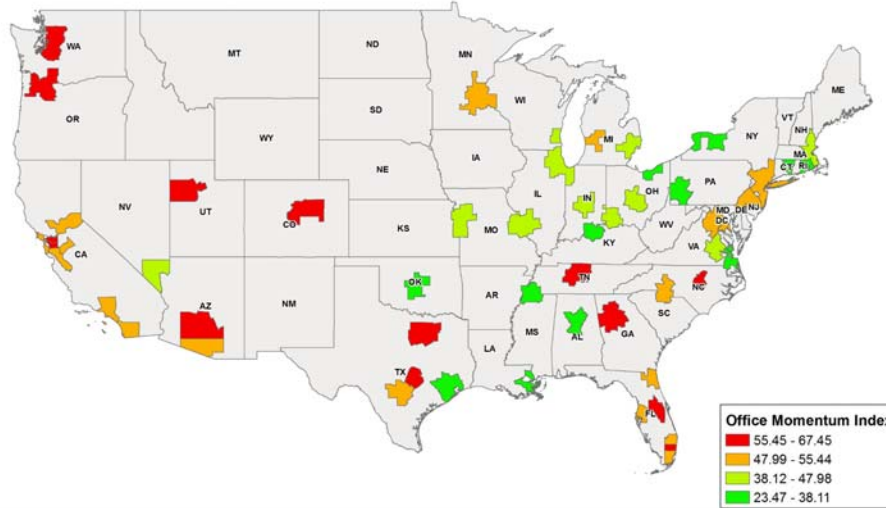 WA
MT
ND
MN
ME
OR
WY
SD
WI
MI
VT
NH
NY
MA
CT RI
NV
UT
CO
NE
IA
IL
IN
OH
PA
NJ
CA
KS
MO
KY
WV
MD
DE
DC
VA
AZ
NM
OK
AR
TN
NC
SC
TX
LA
MS
AL
GA
FL
Office Momentum Index
55.45 - 67.45
47.99 - 55.44
38.12 - 47.98
23.47 - 38.11